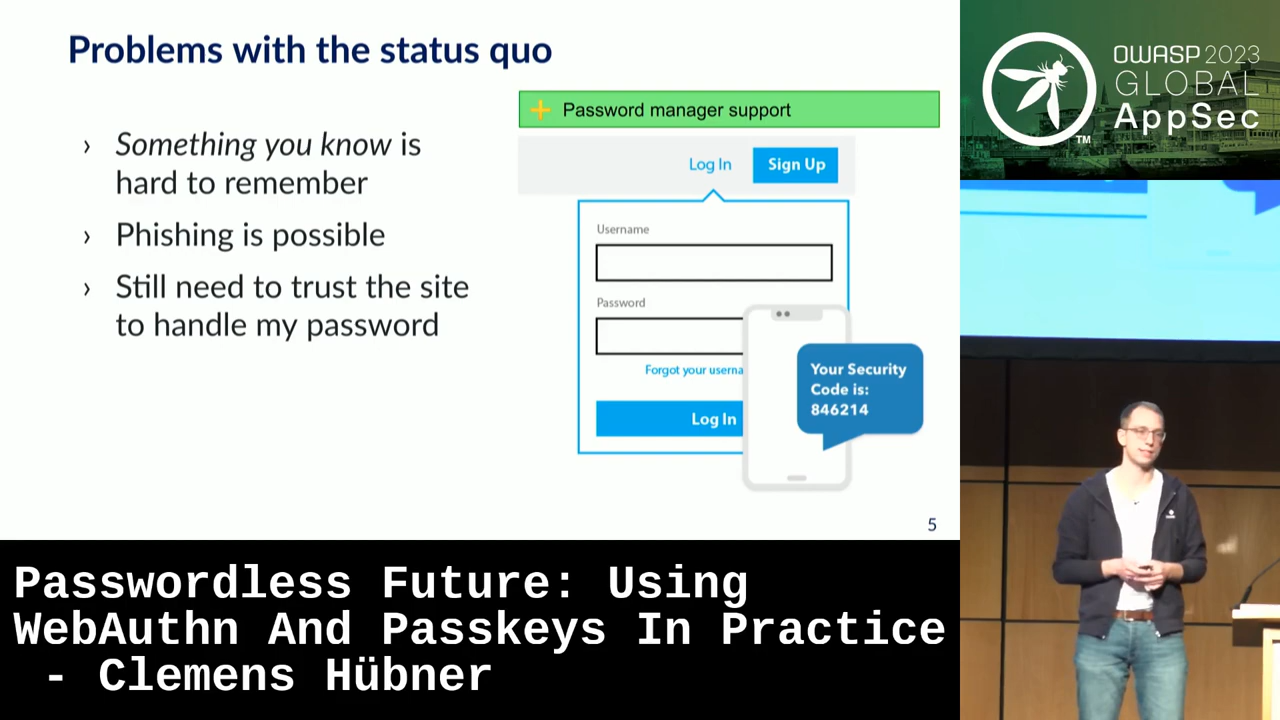 Problems with the status quo
› Something you know is
hard to remember
› Phishing is possible
› Still need to trust the site
to handle my password
Password manager support
Log In
Sign Up
Username
Password
Forgot your userna
Log In
Your Security
Code is:
846214
5
OWASP 2023
GLOBAL
AppSec
TM
Passwordless Future: Using
WebAuthn And Passkeys In Practice
- Clemens Hübner